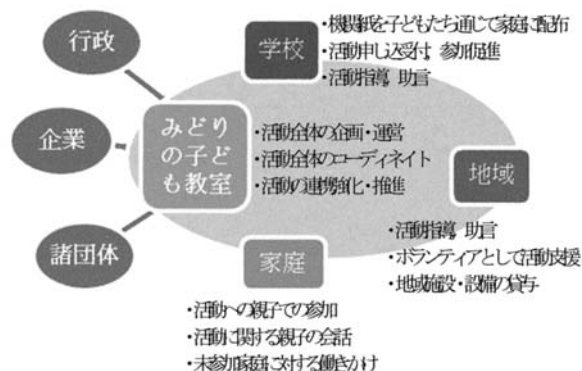 行政
企業
諸団体
みどり
の子ど
も教室
・活動全体の企画・運営
・活動全体のコーディネイト
・活動の連携強化・推進
学校
・機関紙を子どもたち通じて家庭に配布
・活動申し込受付，参加促進
・活動指導，助言
地域
・活動指導，助言
・ボランティアとして活動支援
・地域施設・設備の貸与
家庭
・活動への親子での参加
・活動に関する親子の会話
・未参加家庭に対する働きかけ